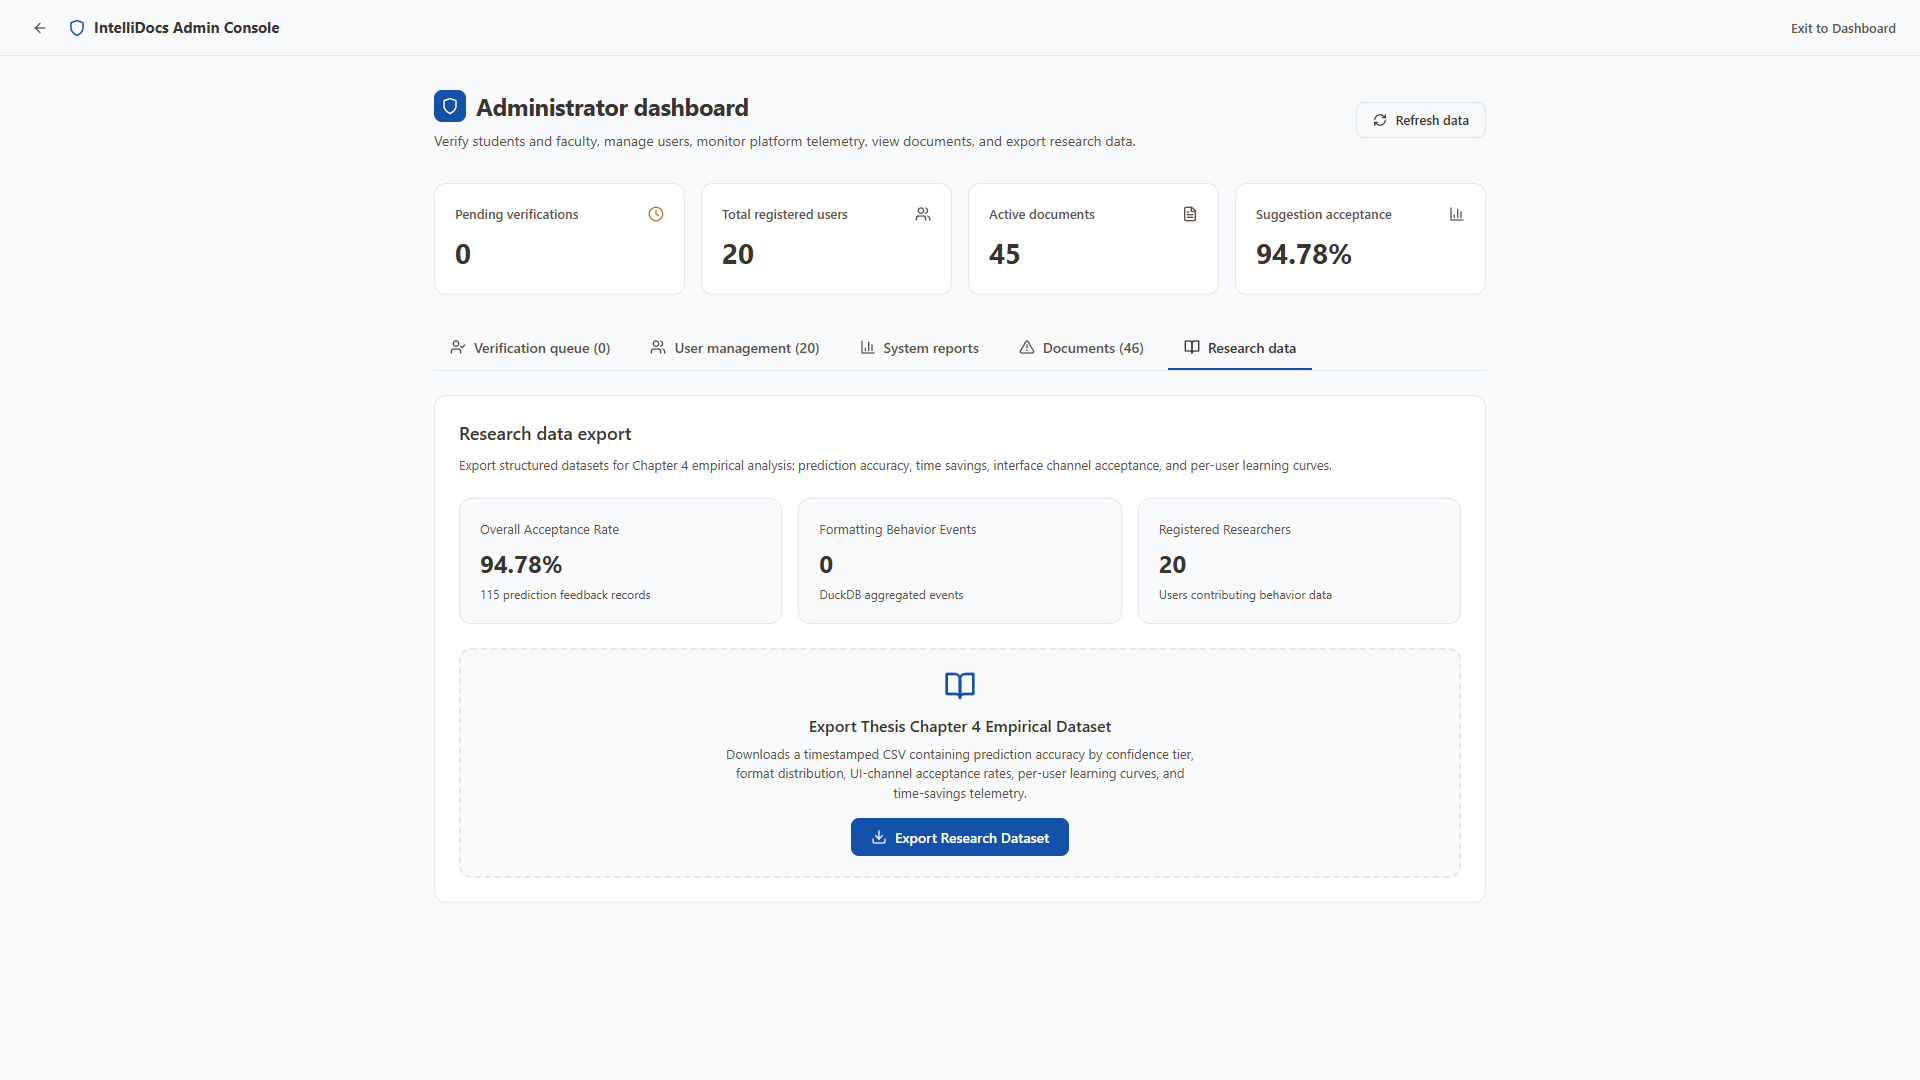 IntelliDocs Admin Console
Exit to Dashboard
Administrator dashboard
Verify students and faculty, manage users, monitor platform telemetry, view documents, and export research data.
Refresh data
Pending verifications
0
Total registered users
20
Active documents
45
Suggestion acceptance
94.78%
Verification queue (0)
User management (20)
System reports
Documents (46)
Research data
Research data export
Export structured datasets for Chapter 4 empirical analysis: prediction accuracy, time savings, interface channel acceptance, and per-user learning curves.
Overall Acceptance Rate
94.78%
115 prediction feedback records
Formatting Behavior Events
0
DuckDB aggregated events
Registered Researchers
20
Users contributing behavior data
Export Thesis Chapter 4 Empirical Dataset
Downloads a timestamped CSV containing prediction accuracy by confidence tier,
format distribution, UI-channel acceptance rates, per-user learning curves, and
time-savings telemetry.
Export Research Dataset